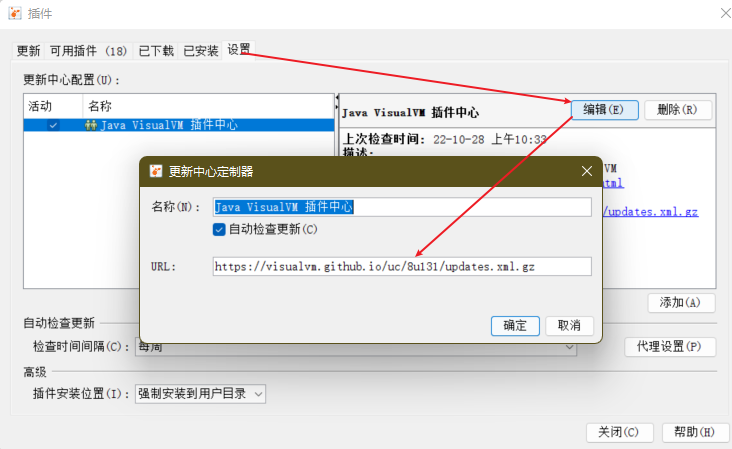 插件
更新 可用插件 (18) 已下载 已安装 设置
更新中心配置(U):
活动 名称
Java VisualVM 插件中心
Java VisualVM 插件中心
编辑(E) 删除(R)
上次检查时间: 22-10-28 上午10:33
描述:
VM
html
/updates.xml.gz
更新中心定制器
名称(N): Java VisualVM 插件中心
自动检查更新(C)
URL: https://visualvm.github.io/uc/8u131/updates.xml.gz
确定 取消
添加(A)
自动检查更新
检查时间间隔(C): 每周
代理设置(P)
高级
插件安装位置(I): 强制安装到用户目录
关闭(C) 帮助(H)